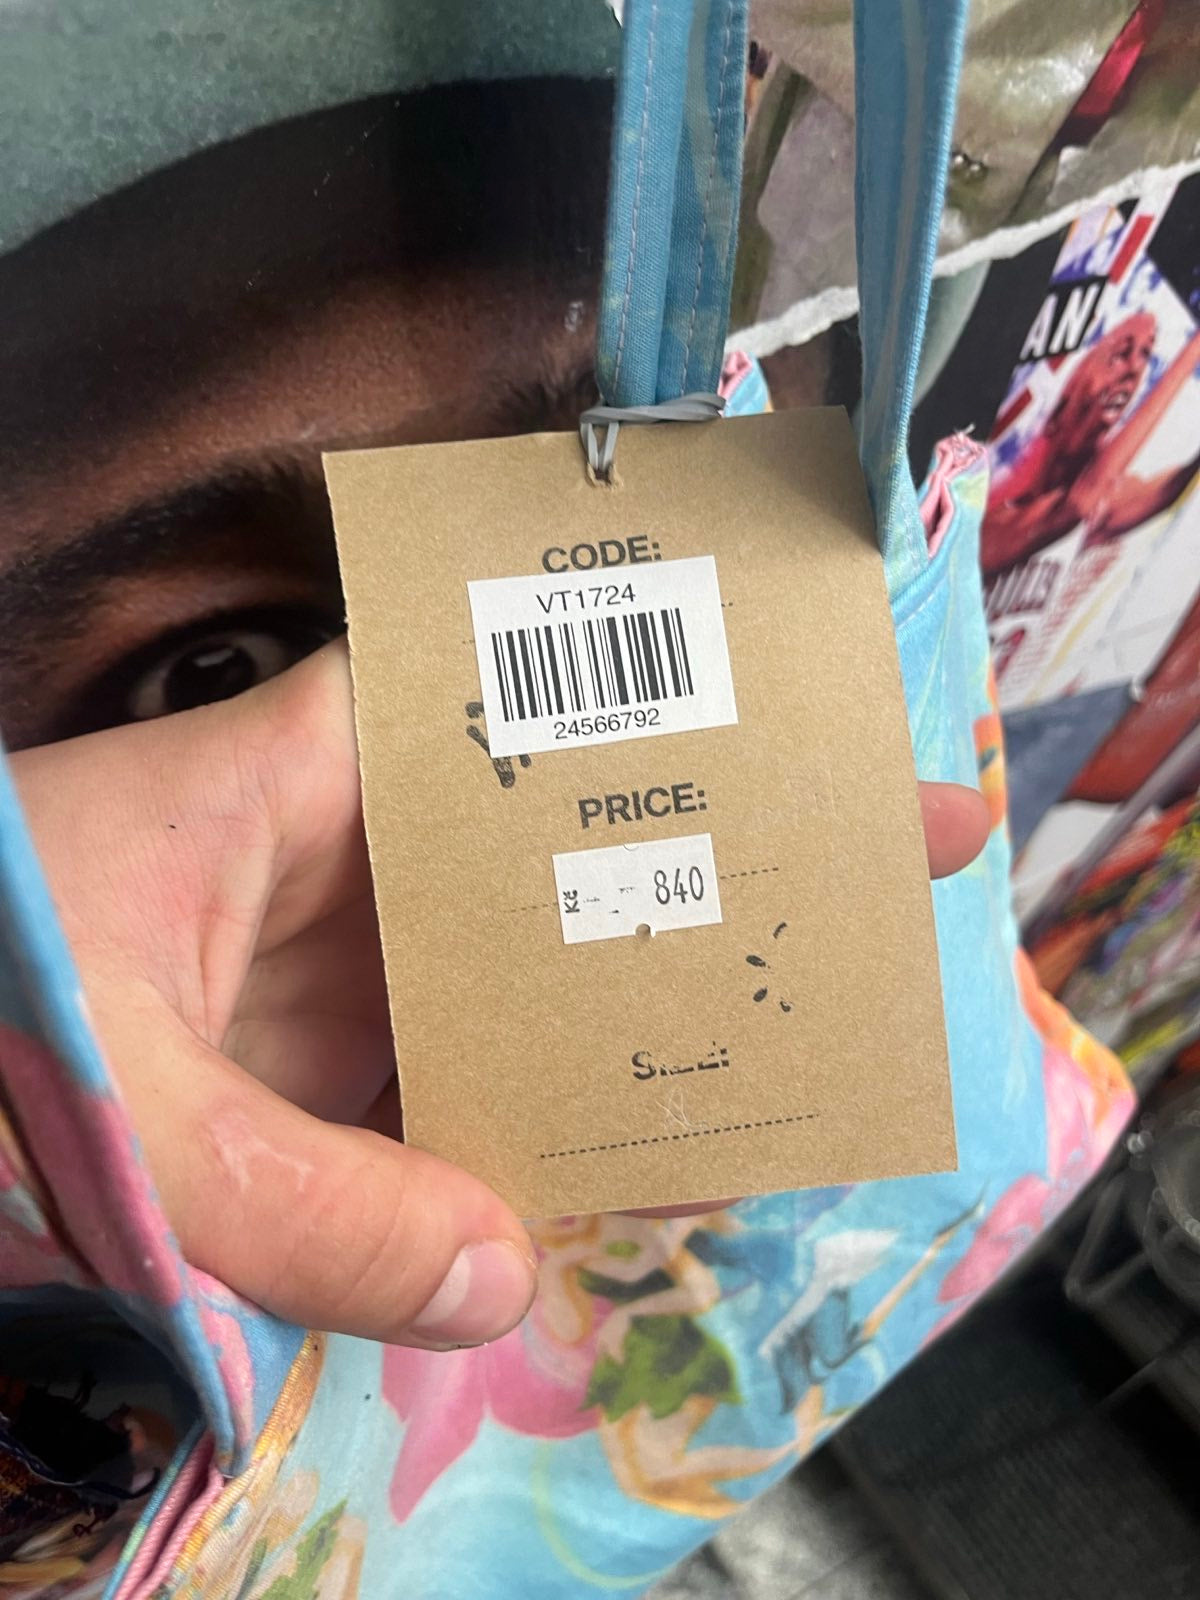 CODE:
VT1724
24566792
PRICE:
Kč 840